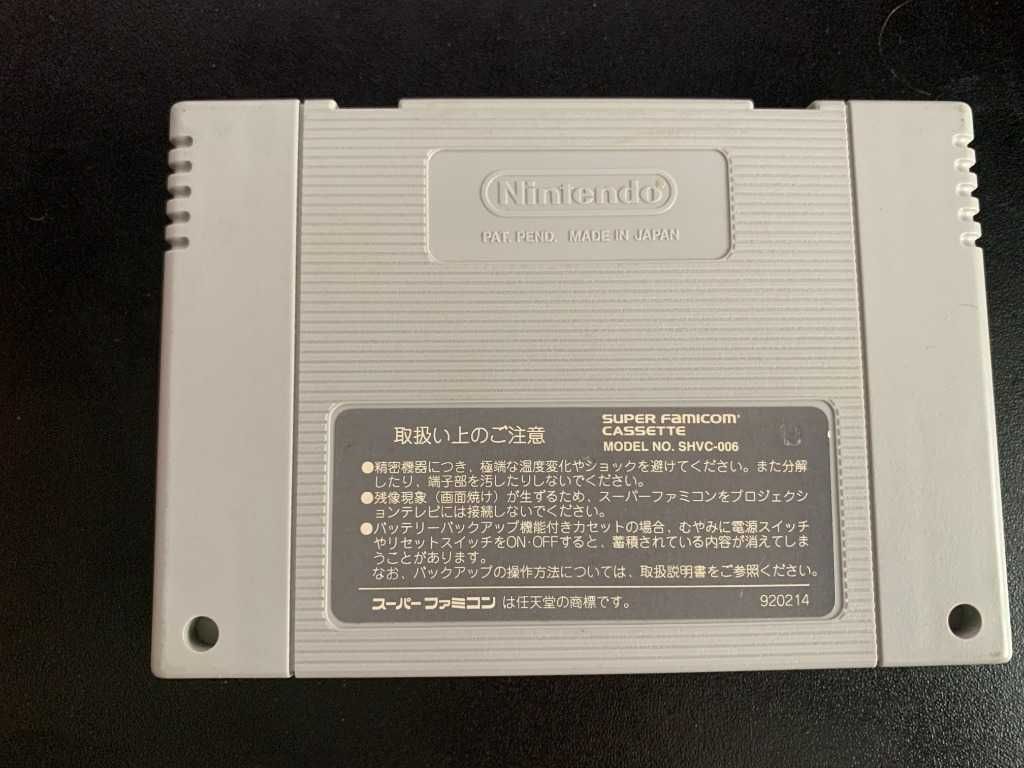 Nintendo
PAT. PEND. MADE IN JAPAN
取扱い上のご注意
SUPER Famicom
CASSETTE
MODEL NO. SHVC-006
●精密機器につき、極端な温度変化やショックを避けてください。また分解
したり、端子部を汚したりしないでください。
●残像現象（画面焼け）が生ずるため、スーパーファミコンをプロジェクシ
ョンテレビには接続しないでください。
●バッテリーバックアップ機能付きカセットの場合、むやみに電源スイッチ
やリセットスイッチをON・OFFすると、蓄積されている内容が消えてしま
うことがあります。
なお、バックアップの操作方法については、取扱説明書をご参照ください。
スーパーファミコン は任天堂の商標です。 920214